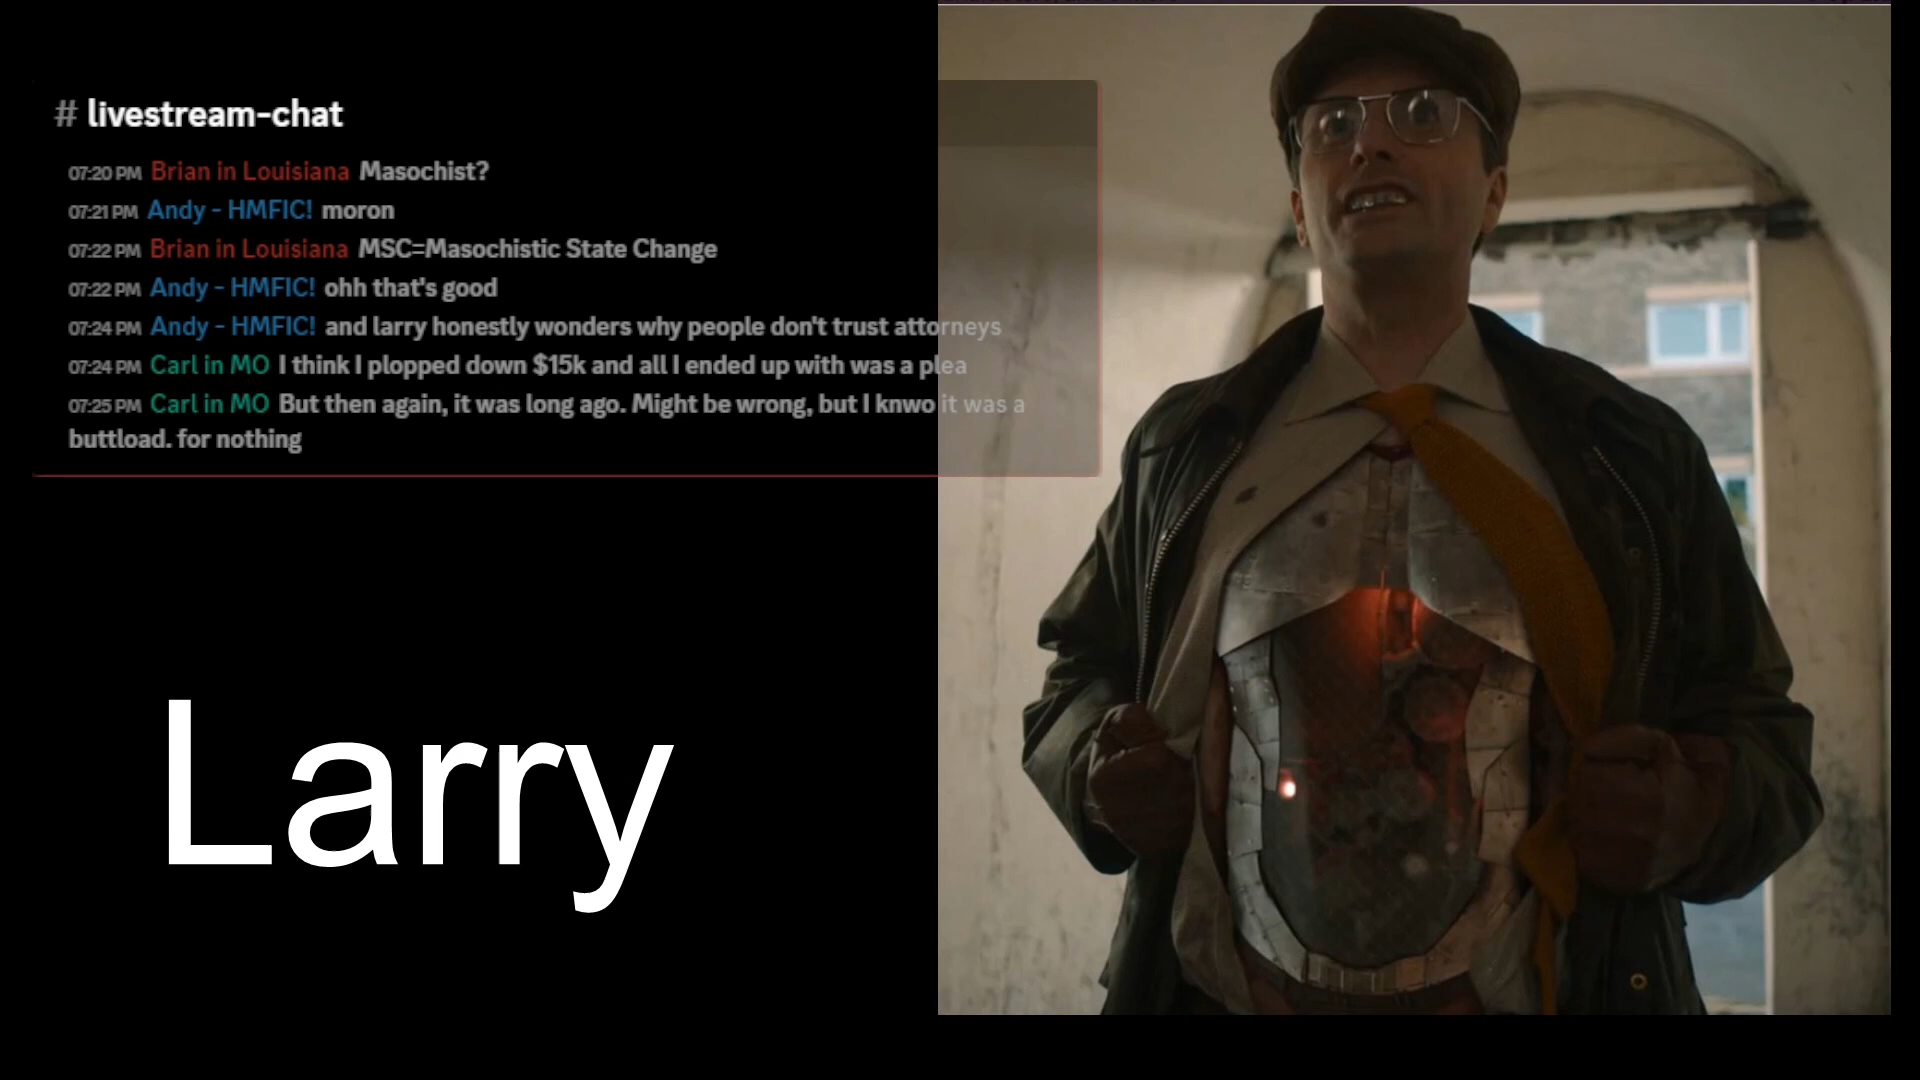 # livestream-chat
07:20 PM Brian in Louisiana Masochist?
07:21 PM Andy - HMFIC! moron
07:22 PM Brian in Louisiana MSC=Masochistic State Change
07:22 PM Andy - HMFIC! ohh that's good
07:24 PM Andy - HMFIC! and larry honestly wonders why people don't trust attorneys
07:24 PM Carl in MO I think I plopped down $15k and all I ended up with was a plea
07:25 PM Carl in MO But then again, it was long ago. Might be wrong, but I knwo it was a
buttload. for nothing
Larry